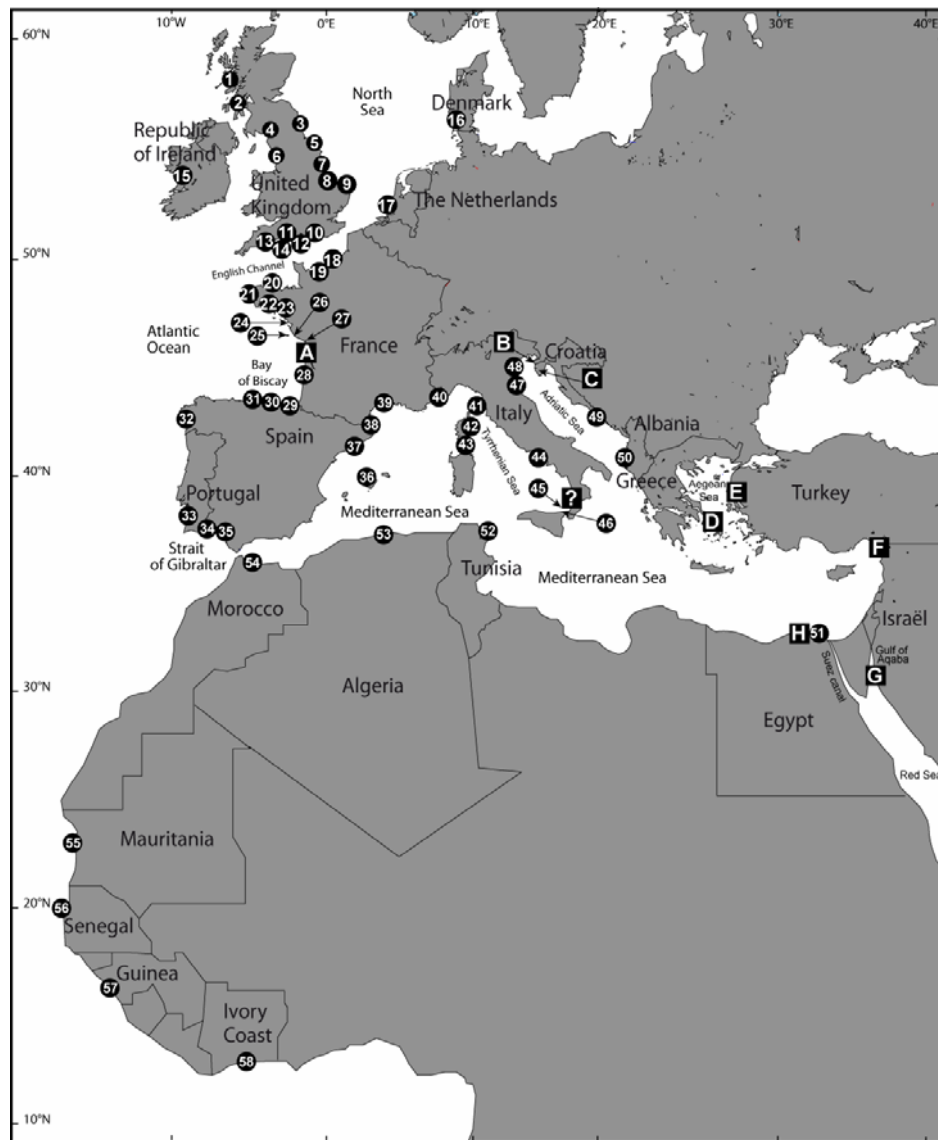 10°W 0°E 10°E 20°E 30°E 40°E
60°N
1
North
Sea
2
Denmark
16
3
4
Republic
of Ireland
5
6
7
15
8
9
United
Kingdom
17
The Netherlands
11
10
13
12
14
50°N
18
English Channel
19
20
21
22
23
26
24
27
25
Atlantic
Ocean
A
France
B
Croatia
28
48
C
Bay
of Biscay
47
31
30
29
39
40
41
Italy
Adriatic Sea
49
32
Spain
38
42
Albania
37
43
Tyrrhenian Sea
44
50
40°N
36
45
Greece
Aegean
Sea
E
Turkey
Portugal
?
D
33
Mediterranean Sea
46
34
35
53
52
Strait
of Gibraltar
F
54
Tunisia
Mediterranean Sea
Morocco
Israël
H
51
Gulf of
Aqaba
Suez canal
G
30°N
Algeria
Egypt
Red Sea
Mauritania
55
20°N
56
Senegal
Guinea
57
Ivory
Coast
58
10°N